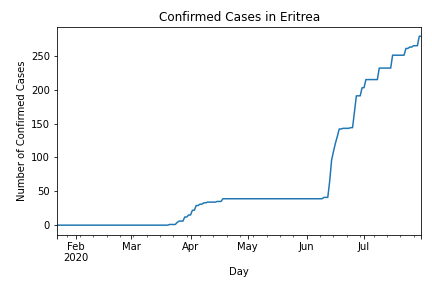 Confirmed Cases in Eritrea
Number of Confirmed Cases
250
200
150
100
50
0
Feb Mar Apr May Jun Jul
2020
Day